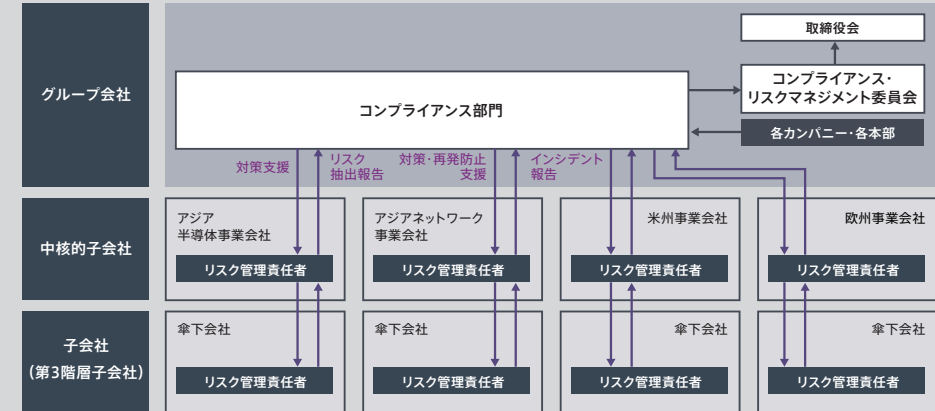 取締役会
グループ会社
コンプライアンス・
リスクマネジメント委員会
コンプライアンス部門
各カンパニー・各本部
対策支援
リスク
抽出報告
対策・再発防止
支援
インシデント
報告
中核的子会社
アジア
半導体事業会社
リスク管理責任者
アジアネットワーク
事業会社
リスク管理責任者
米州事業会社
リスク管理責任者
欧州事業会社
リスク管理責任者
子会社
(第3階層子会社)
傘下会社
リスク管理責任者
傘下会社
リスク管理責任者
傘下会社
リスク管理責任者
傘下会社
リスク管理責任者